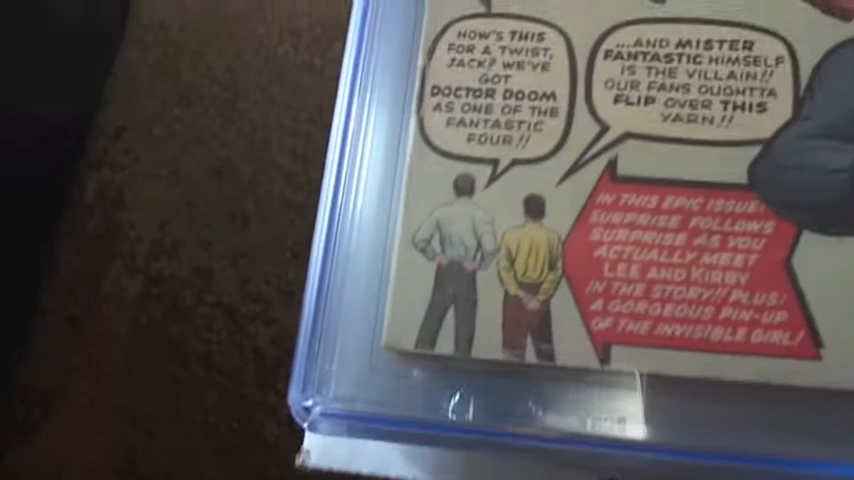 HOW'S THIS
FOR A TWIST,
JACK? WE'VE
GOT
DOCTOR DOOM
AS ONE OF THE
FANTASTIC
FOUR!!
...AND MISTER
FANTASTIC HIMSELF
IS THE VILLAIN!!
OUR FANS OUGHTTA
FLIP OVER THIS
YARN!!
IN THIS EPIC ISSUE
SURPRISE FOLLOWS
SURPRISE AS YOU
ACTUALLY MEET
LEE AND KIRBY
IN THE STORY!! PLUS:
A GORGEOUS PIN-UP
OF THE INVISIBLE GIRL!